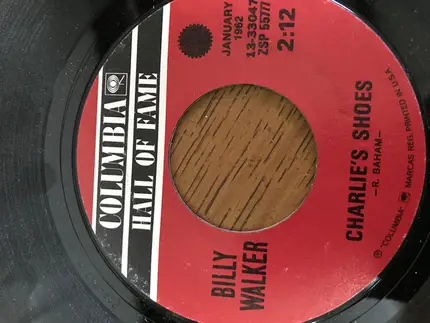 COLUMBIA
HALL OF FAME
JANUARY
1962
13-33047
ZSP 55777
2:12
BILLY
WALKER
CHARLIE'S SHOES
—R. BAHAM—
Ⓟ "COLUMBIA", MARCAS REG. PRINTED IN U.S.A.